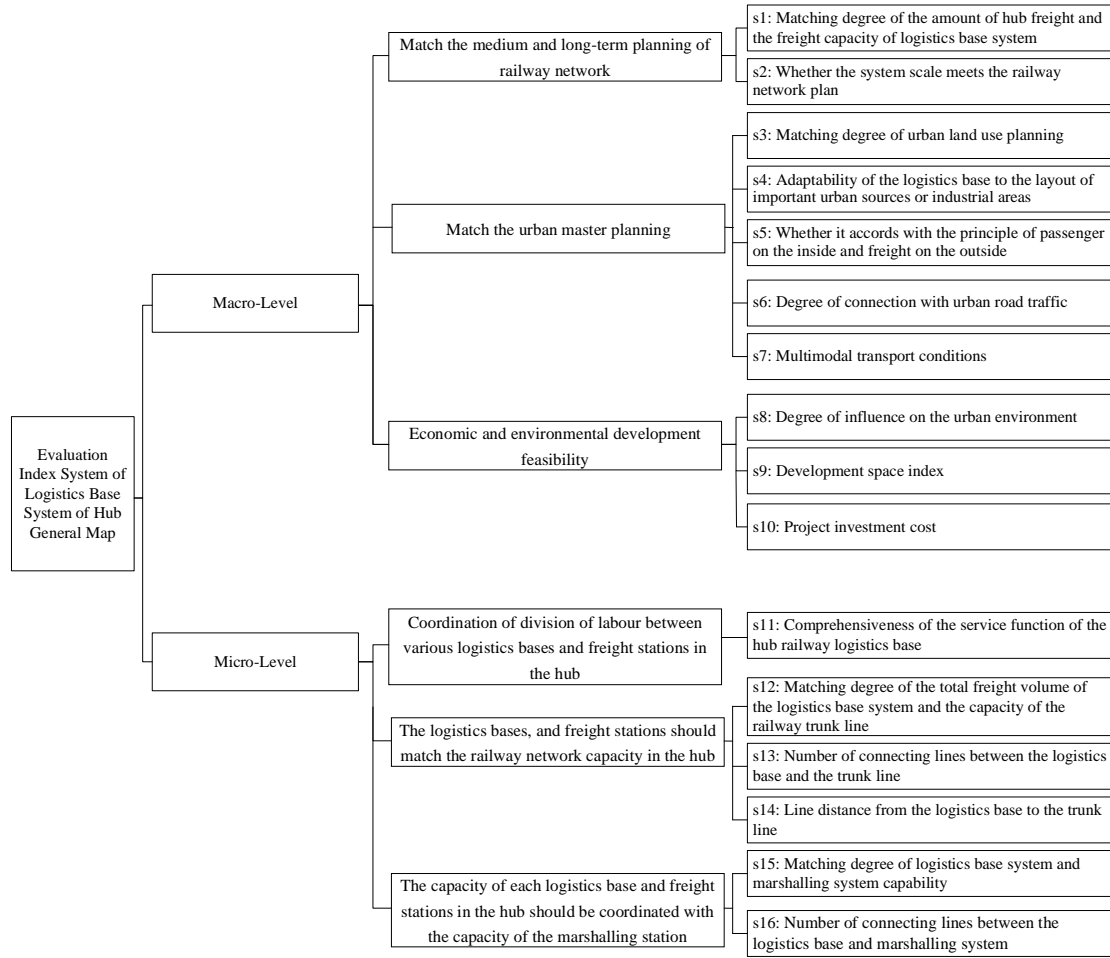 Evaluation
Index System of
Logistics Base
System of Hub
General Map
Macro-Level
Match the medium and long-term planning of
railway network
s1: Matching degree of the amount of hub freight and
the freight capacity of logistics base system
s2: Whether the system scale meets the railway
network plan
Match the urban master planning
s3: Matching degree of urban land use planning
s4: Adaptability of the logistics base to the layout of
important urban sources or industrial areas
s5: Whether it accords with the principle of passenger
on the inside and freight on the outside
s6: Degree of connection with urban road traffic
s7: Multimodal transport conditions
Economic and environmental development
feasibility
s8: Degree of influence on the urban environment
s9: Development space index
s10: Project investment cost
Micro-Level
Coordination of division of labour between
various logistics bases and freight stations in
the hub
s11: Comprehensiveness of the service function of the
hub railway logistics base
The logistics bases, and freight stations should
match the railway network capacity in the hub
s12: Matching degree of the total freight volume of
the logistics base system and the capacity of the
railway trunk line
s13: Number of connecting lines between the logistics
base and the trunk line
s14: Line distance from the logistics base to the trunk
line
The capacity of each logistics base and freight
stations in the hub should be coordinated with
the capacity of the marshalling station
s15: Matching degree of logistics base system and
marshalling system capability
s16: Number of connecting lines between the
logistics base and marshalling system